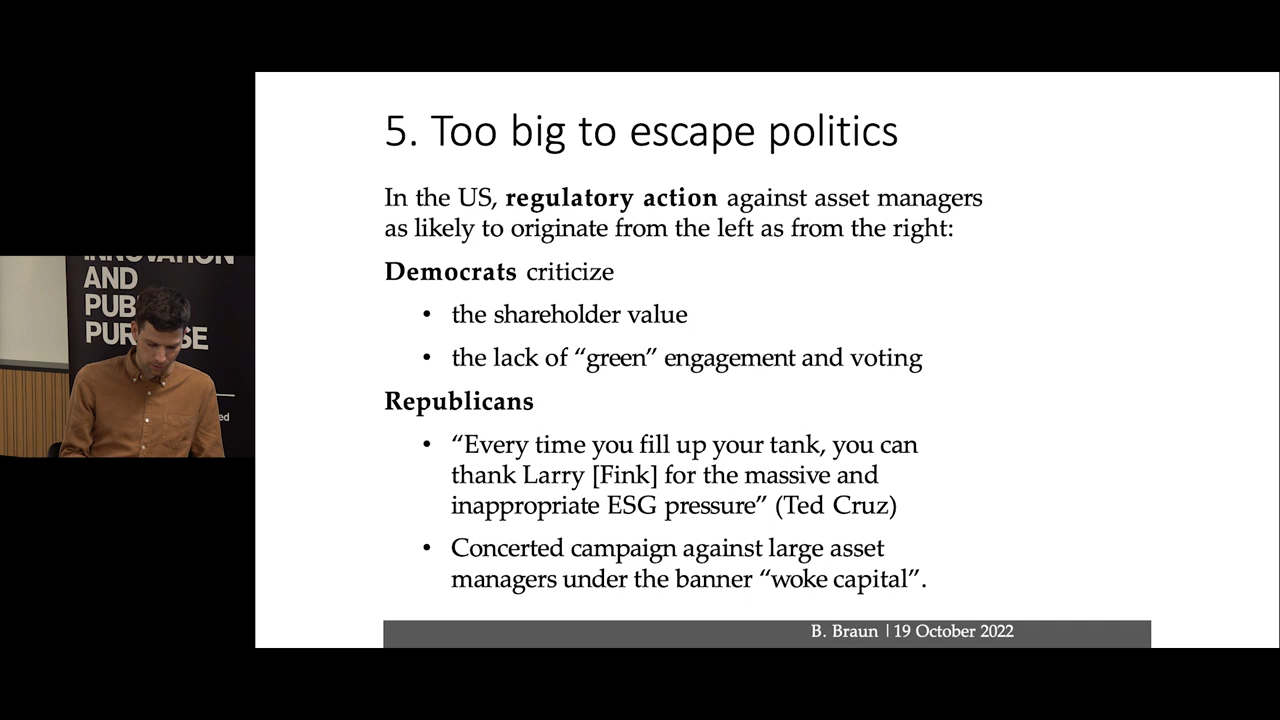 5. Too big to escape politics
In the US, regulatory action against asset managers
as likely to originate from the left as from the right:
Democrats criticize
• the shareholder value
• the lack of “green” engagement and voting
Republicans
• “Every time you fill up your tank, you can
thank Larry [Fink] for the massive and
inappropriate ESG pressure” (Ted Cruz)
• Concerted campaign against large asset
managers under the banner “woke capital”.
B. Braun | 19 October 2022
INNOVATION
AND